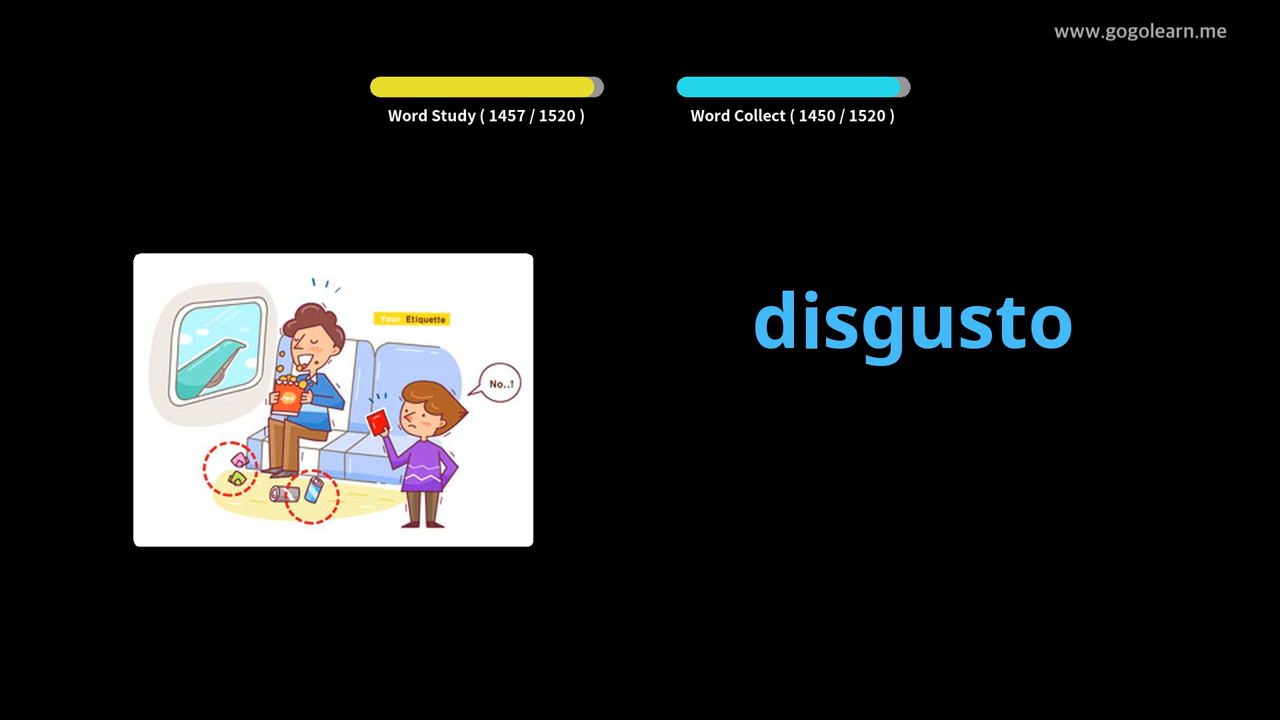 www.gogolearn.me
Word Study ( 1457 / 1520 )
Word Collect ( 1450 / 1520 )
Your Etiquette
No..!
disgusto